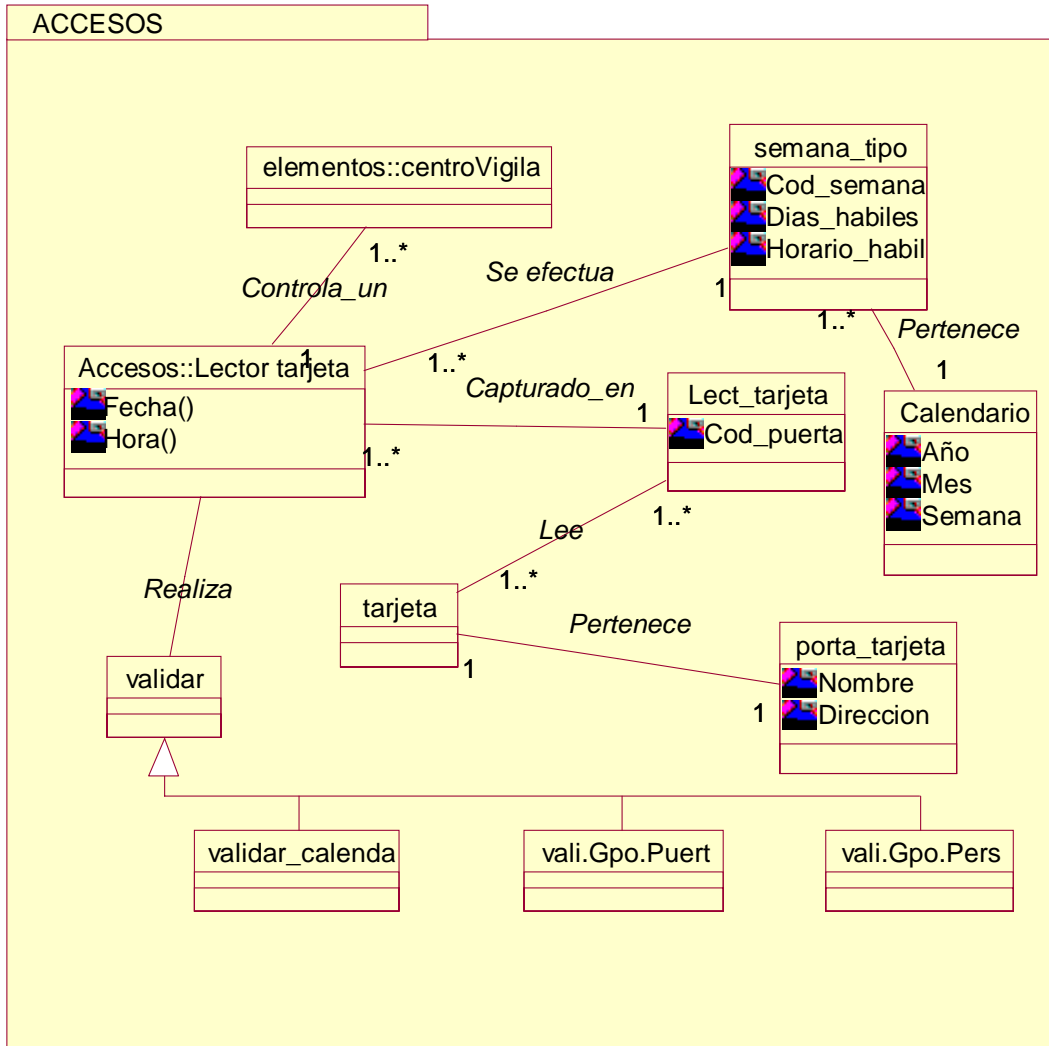 ACCESOS
elementos::centroVigila
1..*
Controla_un
1
semana_tipo
Cod_semana
Dias_habiles
Horario_habil
Se efectua
1
1..*
1..*
Pertenece
1
Accesos::Lector tarjeta
Fecha()
Hora()
Capturado_en
1
1..*
Lect_tarjeta
Cod_puerta
Calendario
Año
Mes
Semana
1..*
Lee
1..*
Realiza
tarjeta
1
Pertenece
1
porta_tarjeta
Nombre
Direccion
validar
validar_calenda
vali.Gpo.Puert
vali.Gpo.Pers